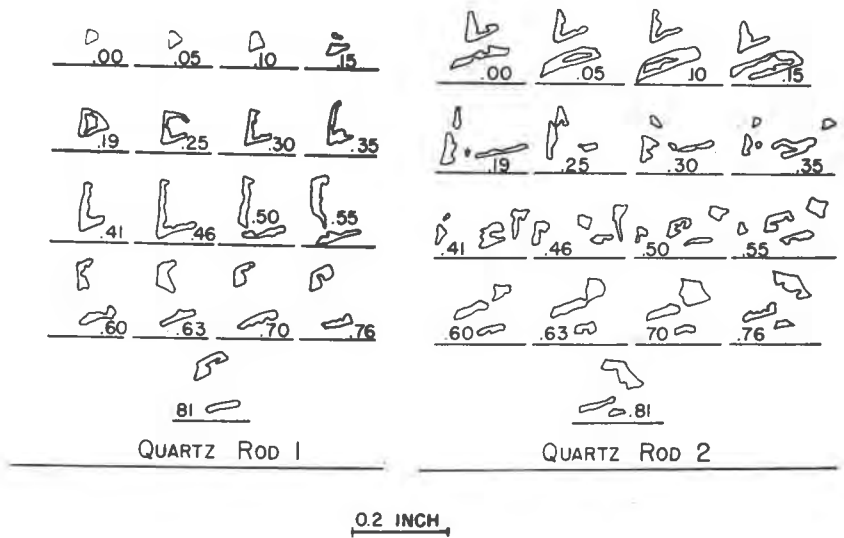 .00 .05 .10 .15
.19 .25 .30 .35
.41 .46 .50 .55
.60 .63 .70 .76
.81
QUARTZ ROD 1
.00 .05 .10 .15
.19 .25 .30 .35
.41 .46 .50 .55
.60 .63 .70 .76
.81
QUARTZ ROD 2
0.2 INCH